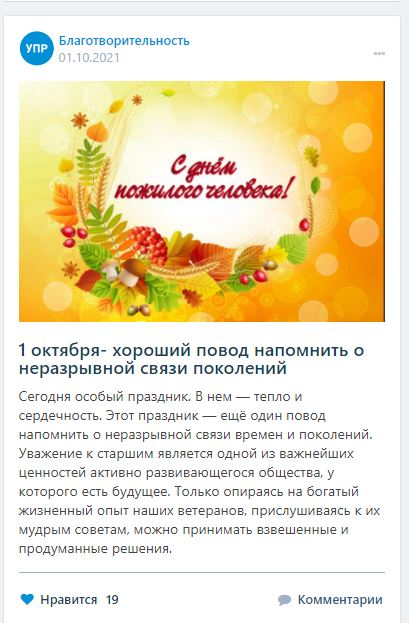 УПР
Благотворительность
01.10.2021
С днём
пожилого человека!
1 октября- хороший повод напомнить о
неразрывной связи поколений
Сегодня особый праздник. В нем — тепло и
сердечность. Этот праздник — ещё один повод
напомнить о неразрывной связи времен и поколений.
Уважение к старшим является одной из важнейших
ценностей активно развивающегося общества, у
которого есть будущее. Только опираясь на богатый
жизненный опыт наших ветеранов, прислушиваясь к их
мудрым советам, можно принимать взвешенные и
продуманные решения.
Нравится 19
Комментарии